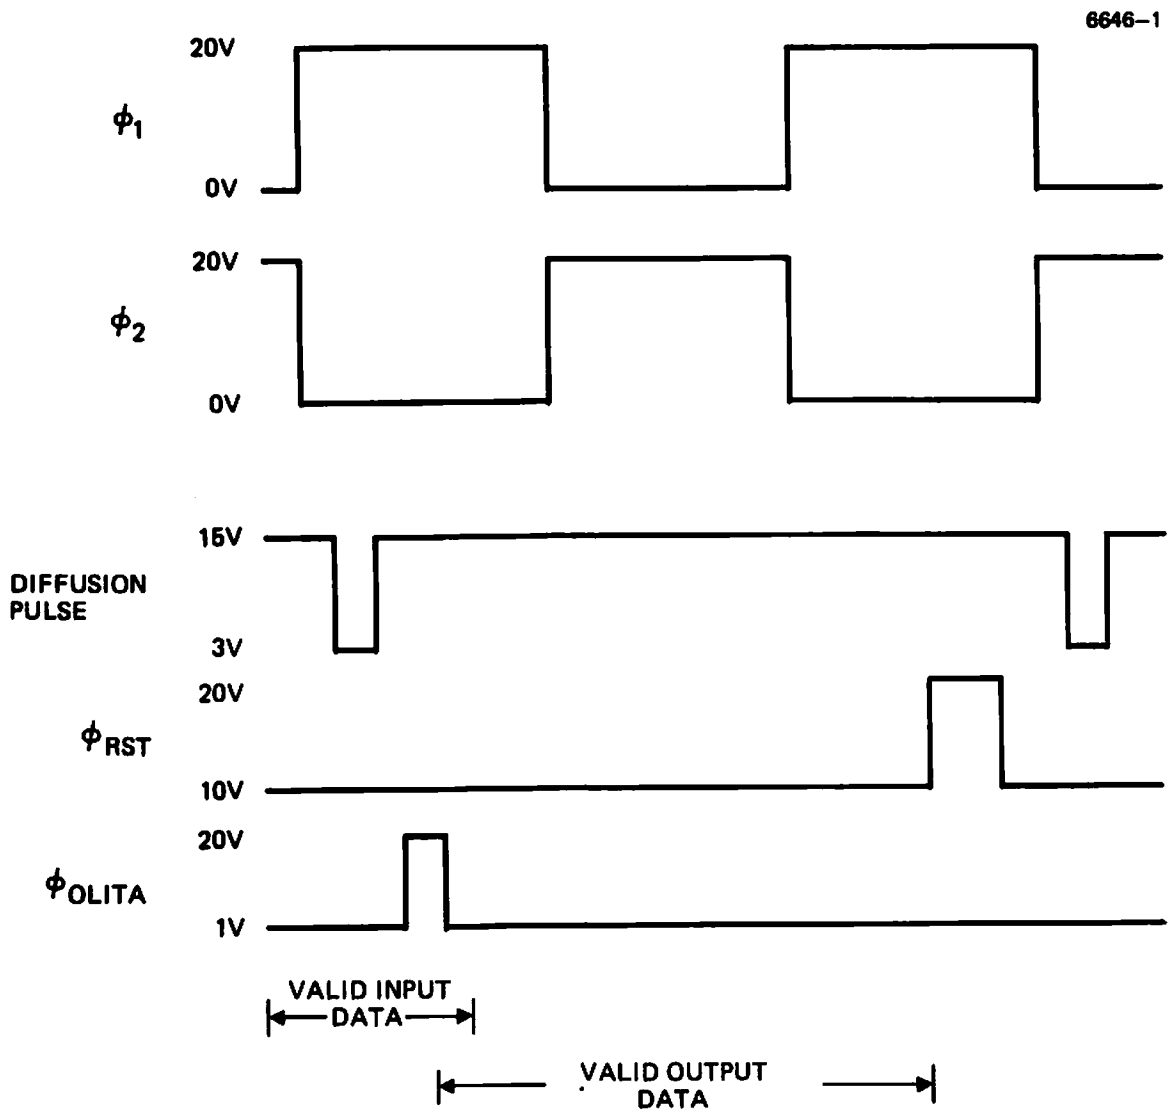 6646-1
20V
ϕ1
0V
20V
ϕ2
0V
15V
DIFFUSION
PULSE
3V
20V
ϕRST
10V
20V
ϕOLITA
1V
VALID INPUT
DATA
VALID OUTPUT
DATA